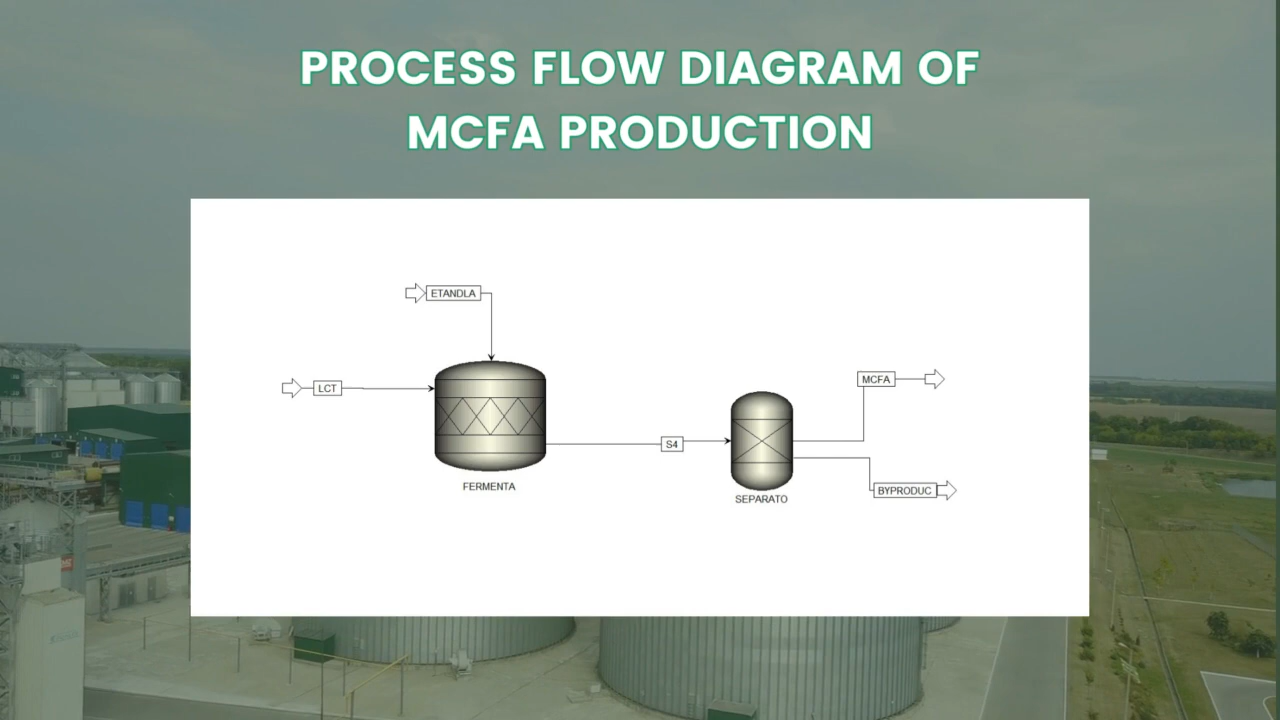 PROCESS FLOW DIAGRAM OF
MCFA PRODUCTION
ETANDLA
LCT
FERMENTA
S4
SEPARATO
MCFA
BYPRODUC